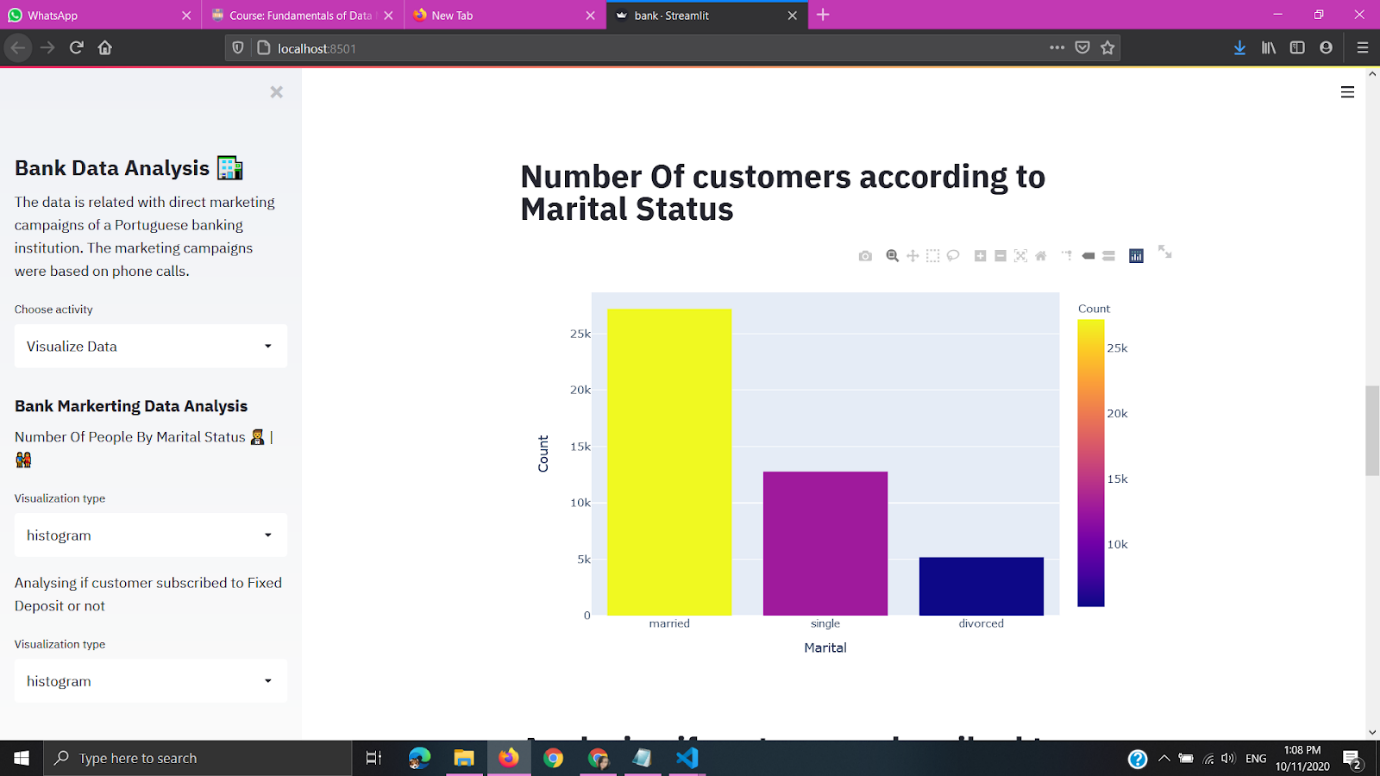 WhatsApp
Course: Fundamentals of Data
New Tab
bank · Streamlit
localhost:8501
Bank Data Analysis
The data is related with direct marketing
campaigns of a Portuguese banking
institution. The marketing campaigns
were based on phone calls.
Choose activity
Visualize Data
Bank Markerting Data Analysis
Number Of People By Marital Status |
Visualization type
histogram
Analysing if customer subscribed to Fixed
Deposit or not
Visualization type
histogram
Number Of customers according to
Marital Status
Count
25k
20k
15k
10k
5k
0
married single divorced
Marital
Count
25k
20k
15k
10k
Type here to search
ENG
1:08 PM
10/11/2020
2